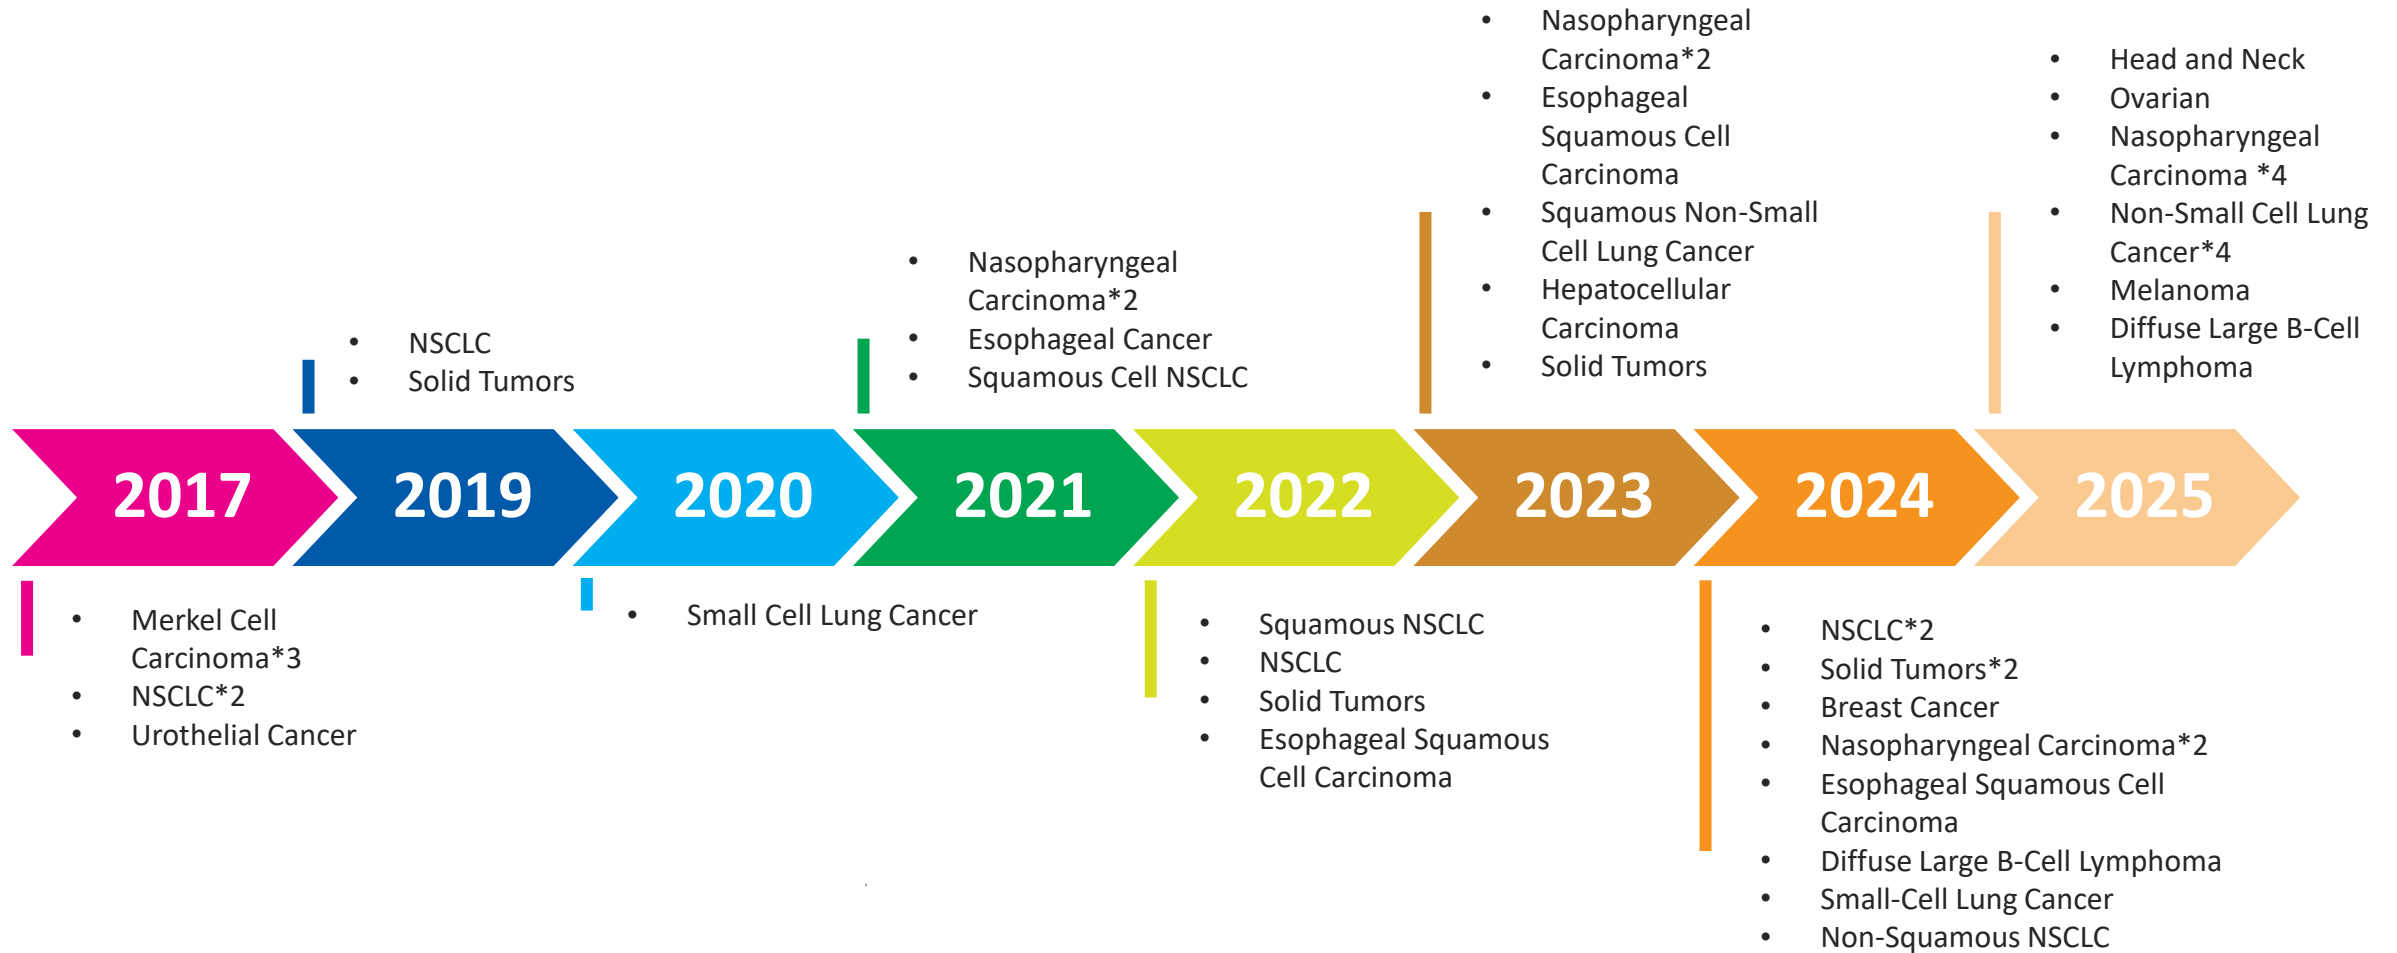 Nasopharyngeal
Carcinoma*2
Esophageal
Squamous Cell
Carcinoma
Squamous Non-Small
Cell Lung Cancer
Hepatocellular
Carcinoma
Solid Tumors
Head and Neck
Ovarian
Nasopharyngeal
Carcinoma *4
Non-Small Cell Lung
Cancer*4
Melanoma
Diffuse Large B-Cell
Lymphoma
Nasopharyngeal
Carcinoma*2
Esophageal Cancer
Squamous Cell NSCLC
NSCLC
Solid Tumors
2017
2019
2020
2021
2022
2023
2024
2025
Merkel Cell
Carcinoma*3
NSCLC*2
Urothelial Cancer
Small Cell Lung Cancer
Squamous NSCLC
NSCLC
Solid Tumors
Esophageal Squamous
Cell Carcinoma
NSCLC*2
Solid Tumors*2
Breast Cancer
Nasopharyngeal Carcinoma*2
Esophageal Squamous Cell
Carcinoma
Diffuse Large B-Cell Lymphoma
Small-Cell Lung Cancer
Non-Squamous NSCLC